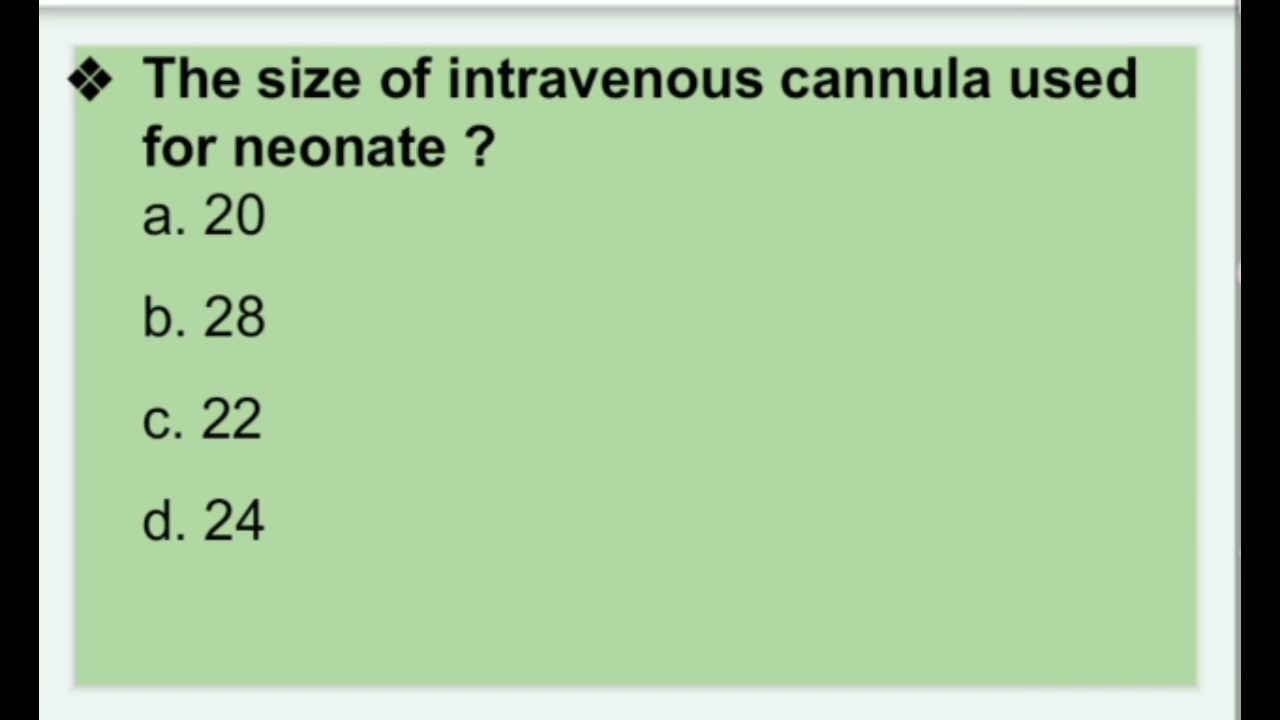 ❖ The size of intravenous cannula used
for neonate ?
a. 20
b. 28
c. 22
d. 24